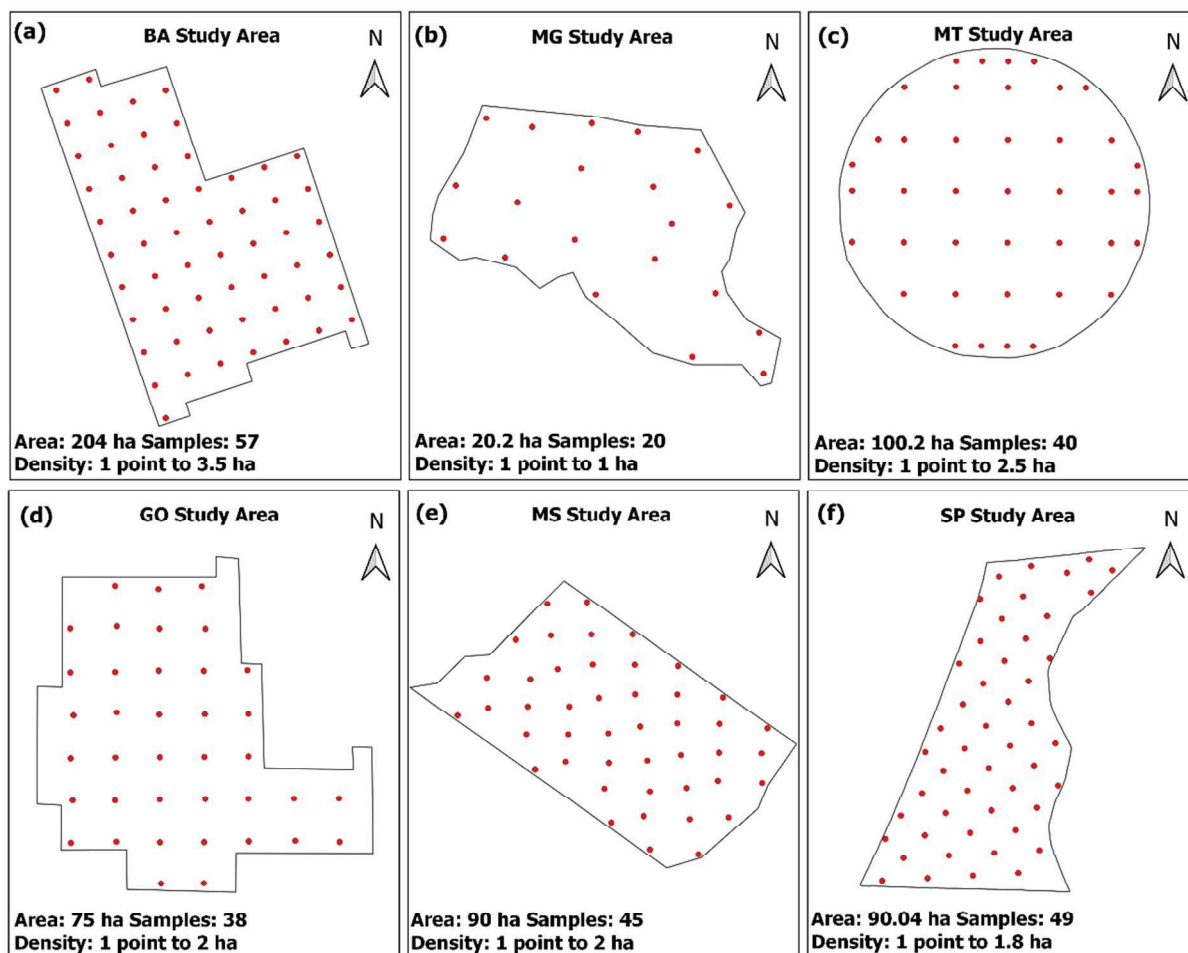 (a) BA Study Area N
(b) MG Study Area N
(c) MT Study Area N
Area: 204 ha Samples: 57
Density: 1 point to 3.5 ha
Area: 20.2 ha Samples: 20
Density: 1 point to 1 ha
Area: 100.2 ha Samples: 40
Density: 1 point to 2.5 ha
(d) GO Study Area N
(e) MS Study Area N
(f) SP Study Area N
Area: 75 ha Samples: 38
Density: 1 point to 2 ha
Area: 90 ha Samples: 45
Density: 1 point to 2 ha
Area: 90.04 ha Samples: 49
Density: 1 point to 1.8 ha